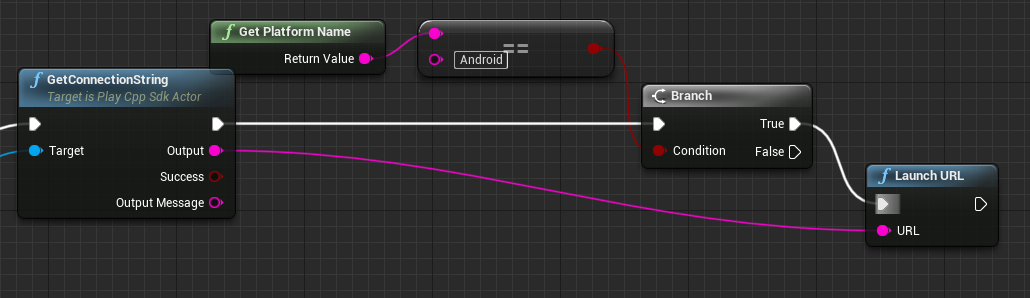 f Get Platform Name
Return Value
==
Android
f GetConnectionString
Target is Play Cpp Sdk Actor
Target
Output
Success
Output Message
Branch
True
Condition
False
f Launch URL
URL